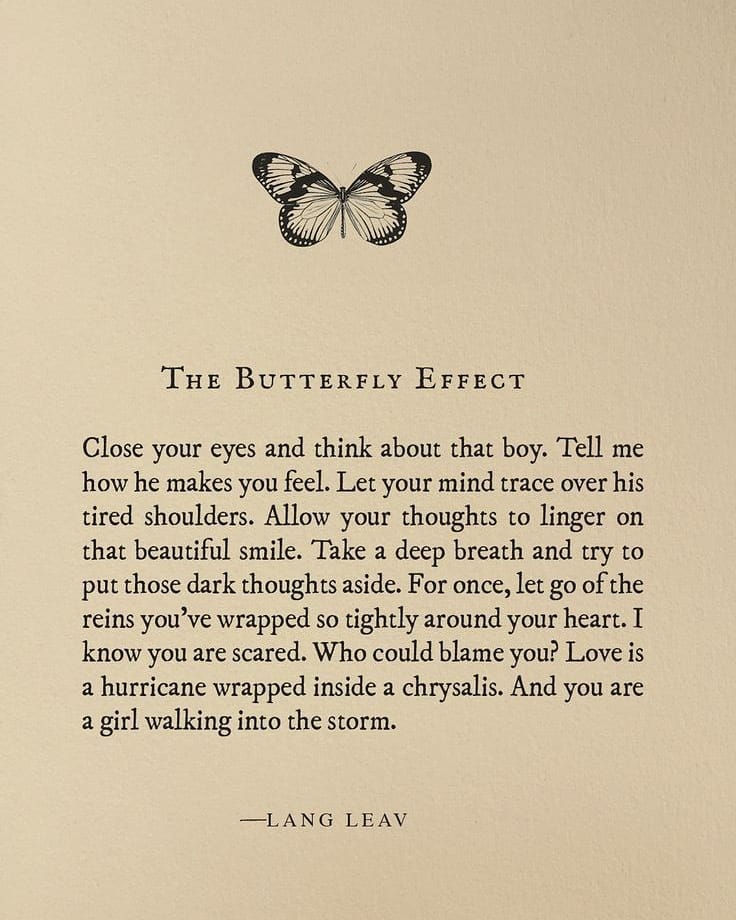 The Butterfly Effect
Close your eyes and think about that boy. Tell me
how he makes you feel. Let your mind trace over his
tired shoulders. Allow your thoughts to linger on
that beautiful smile. Take a deep breath and try to
put those dark thoughts aside. For once, let go of the
reins you've wrapped so tightly around your heart. I
know you are scared. Who could blame you? Love is
a hurricane wrapped inside a chrysalis. And you are
a girl walking into the storm.
—LANG LEAV